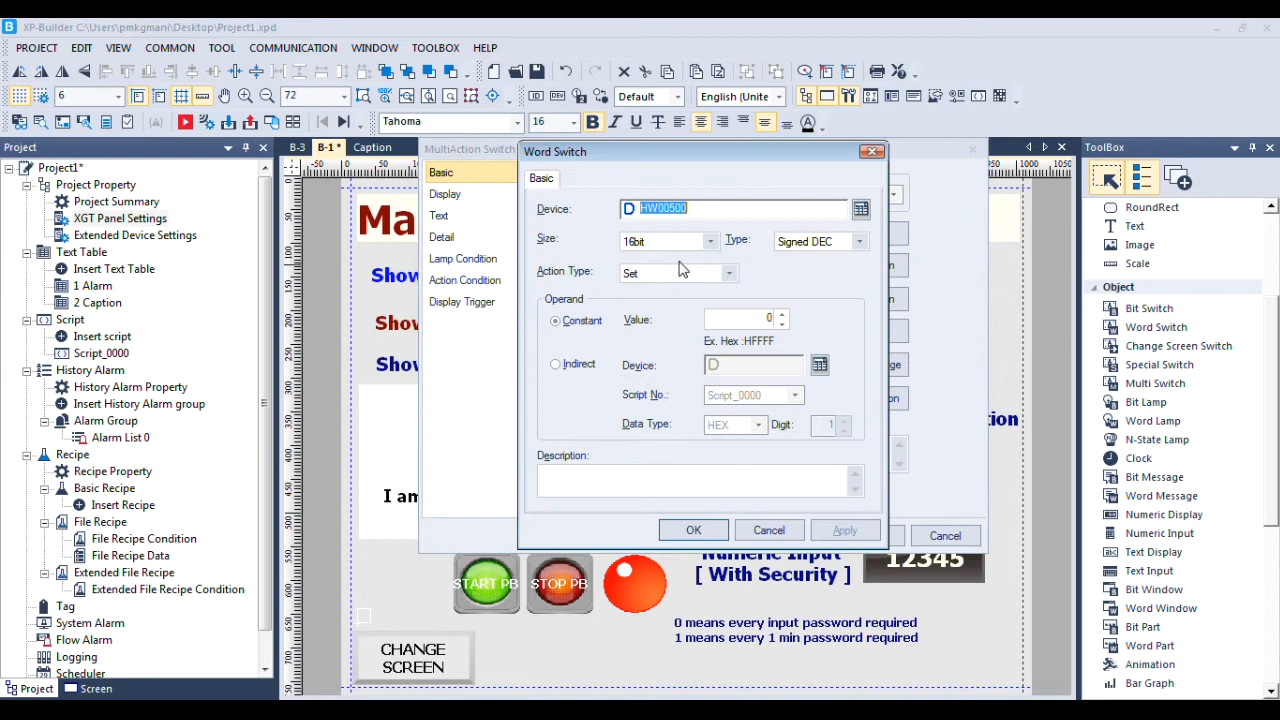 XP-Builder C:\Users\pmkgmani\Desktop\Project1.xpd
PROJECT EDIT VIEW COMMON TOOL COMMUNICATION WINDOW TOOLBOX HELP
6 72 Default English (Unite
Tahoma 16 B I U T
Project
B-3 B-1 * Caption
ToolBox
Project1*
Project Property
Project Summary
XGT Panel Settings
Extended Device Settings
Text Table
Insert Text Table
1 Alarm
2 Caption
Script
Insert script
Script_0000
History Alarm
History Alarm Property
Insert History Alarm group
Alarm Group
Alarm List 0
Recipe
Recipe Property
Basic Recipe
Insert Recipe
File Recipe
File Recipe Condition
File Recipe Data
Extended File Recipe
Extended File Recipe Condition
Tag
System Alarm
Flow Alarm
Logging
Scheduler
Project Screen
-50 0 50
950 1000 1050
Ma
Show
Show
Show
I am
MultiAction Switch
Basic
Display
Text
Detail
Lamp Condition
Action Condition
Display Trigger
Cancel
Word Switch
Basic
Device: D HW00500
Size: 16bit Type: Signed DEC
Action Type: Set
Operand
Constant Value: 0
Ex. Hex :HFFFF
Indirect Device: D
Script No.: Script_0000
Data Type: HEX Digit: 1
Description:
OK Cancel Apply
START PB STOP PB
Numeric Input
[ With Security ]
12345
0 means every input password required
1 means every 1 min password required
CHANGE
SCREEN
RoundRect
Text
Image
Scale
Object
Bit Switch
Word Switch
Change Screen Switch
Special Switch
Multi Switch
Bit Lamp
Word Lamp
N-State Lamp
Clock
Bit Message
Word Message
Numeric Display
Numeric Input
Text Display
Text Input
Bit Window
Word Window
Bit Part
Word Part
Animation
Bar Graph